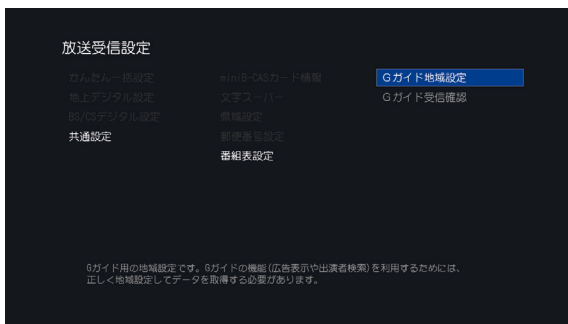 放送受信設定
かんたん一括設定
地上デジタル設定
BS/CSデジタル設定
共通設定
miniB-CASカード情報
文字スーパー
県域設定
郵便番号設定
番組表設定
Gガイド地域設定
Gガイド受信確認
Gガイド用の地域設定です。Gガイドの機能(広告表示や出演者検索)を利用するためには、
正しく地域設定してデータを取得する必要があります。